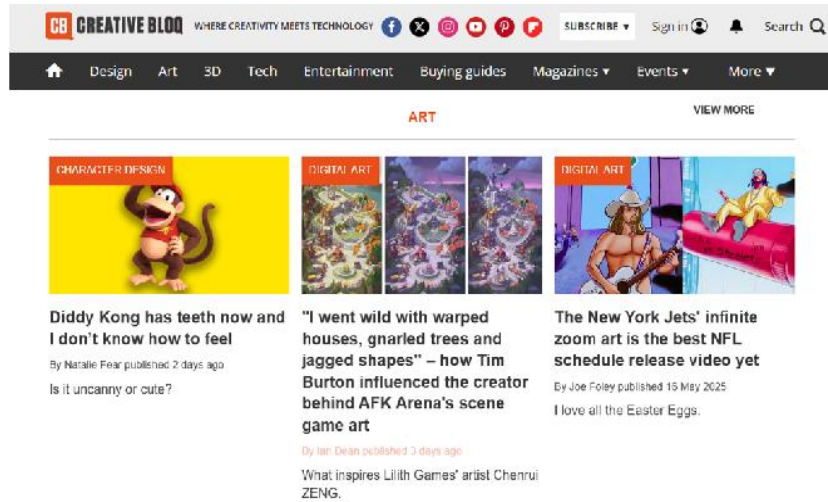 CB CREATIVE BLOQ WHERE CREATIVITY MEETS TECHNOLOGY SUBSCRIBE ▼ Sign in Search
Design Art 3D Tech Entertainment Buying guides Magazines ▼ Events ▼ More ▼
ART
VIEW MORE
CHARACTER DESIGN
Diddy Kong has teeth now and
I don't know how to feel
By Natalie Fear published 2 days ago
Is it uncanny or cute?
DIGITAL ART
"I went wild with warped
houses, gnarled trees and
jagged shapes" – how Tim
Burton influenced the creator
behind AFK Arena's scene
game art
By Ian Dean published 3 days ago
What inspires Lilith Games' artist Chenrui
ZENG.
DIGITAL ART
The New York Jets' infinite
zoom art is the best NFL
schedule release video yet
By Joe Foley published 16 May 2025
I love all the Easter Eggs.